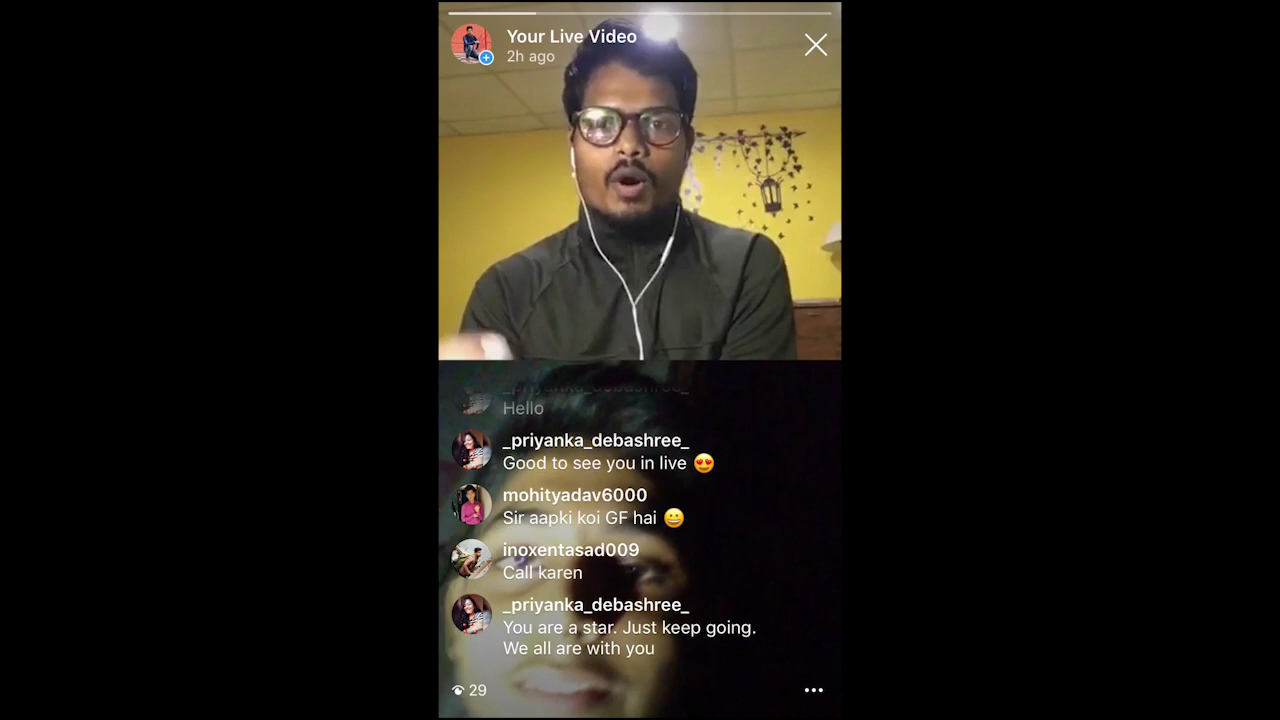 Your Live Video
2h ago
_priyanka_debashree_
Hello
_priyanka_debashree_
Good to see you in live 😍
mohityadav6000
Sir aapki koi GF hai 😀
inoxentasad009
Call karen
_priyanka_debashree_
You are a star. Just keep going.
We all are with you
29